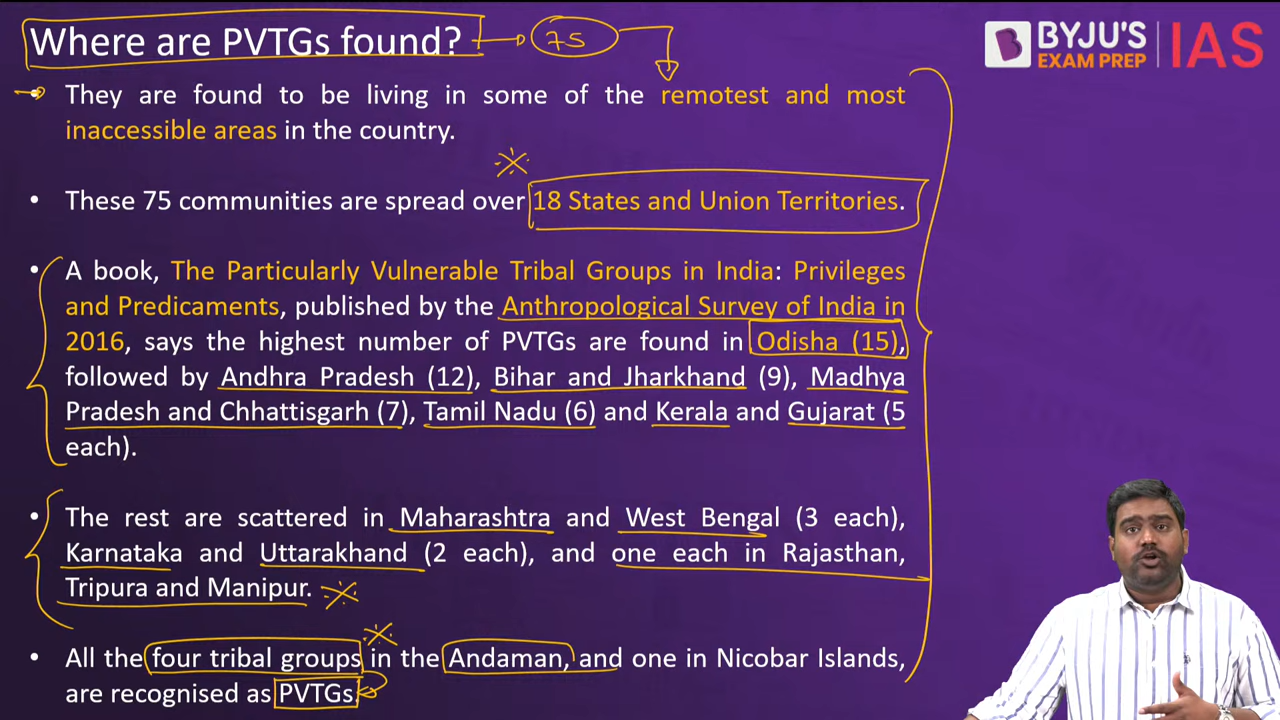 Where are PVTGs found?
75
BYJU'S
EXAM PREP
IAS
They are found to be living in some of the remotest and most
inaccessible areas in the country.
These 75 communities are spread over 18 States and Union Territories.
A book, The Particularly Vulnerable Tribal Groups in India: Privileges
and Predicaments, published by the Anthropological Survey of India in
2016, says the highest number of PVTGs are found in Odisha (15),
followed by Andhra Pradesh (12), Bihar and Jharkhand (9), Madhya
Pradesh and Chhattisgarh (7), Tamil Nadu (6) and Kerala and Gujarat (5
each).
The rest are scattered in Maharashtra and West Bengal (3 each),
Karnataka and Uttarakhand (2 each), and one each in Rajasthan,
Tripura and Manipur.
All the four tribal groups in the Andaman, and one in Nicobar Islands,
are recognised as PVTGs